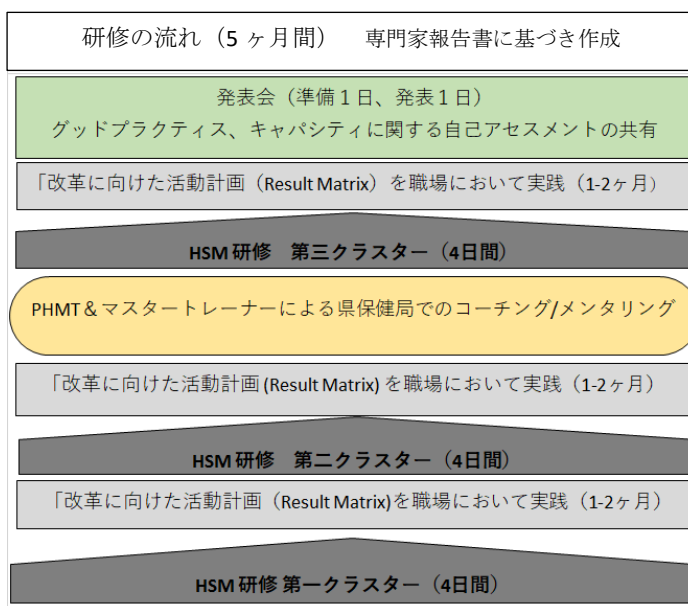 研修の流れ（5 ヶ月間）　専門家報告書に基づき作成
発表会（準備１日、発表１日）
グッドプラクティス、キャパシティに関する自己アセスメントの共有
「改革に向けた活動計画（Result Matrix）を職場において実践（1-2ヶ月）
HSM 研修　第三クラスター（4日間）
PHMT＆マスタートレーナーによる県保健局でのコーチング/メンタリング
「改革に向けた活動計画(Result Matrix) を職場において実践（1-2ヶ月）
HSM 研修　第二クラスター（4日間）
「改革に向けた活動計画（Result Matrix)を職場において実践（1-2ヶ月）
HSM 研修 第一クラスター（4日間）